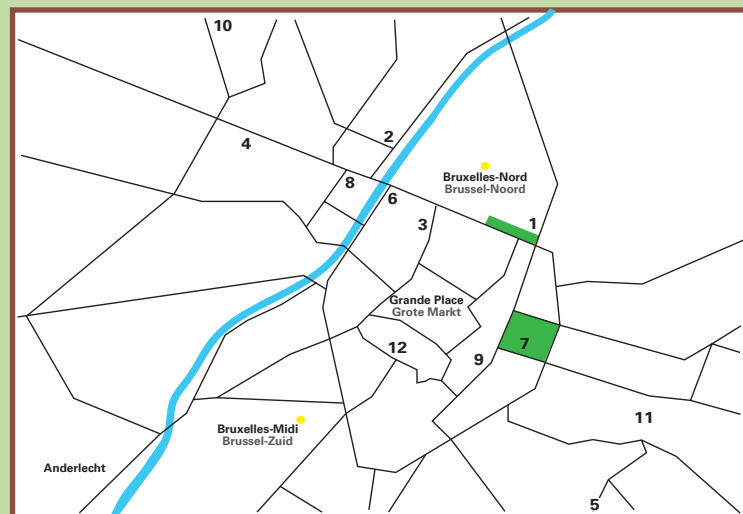 10
2
4
Bruxelles-Nord
Brussel-Noord
8
6
3
1
Grande Place
Grote Markt
7
12
9
11
Bruxelles-Midi
Brussel-Zuid
Anderlecht
5